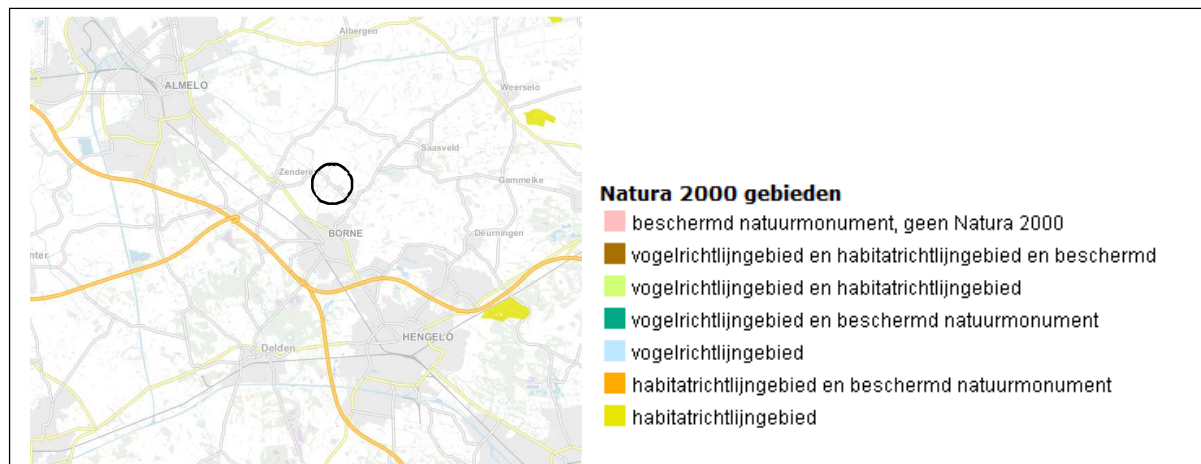 Albergen
ALMELO
Weerselo
Saasveld
Zendere
Gammelke
BORNE
Deurningen
nter
HENGELO
Delden
Natura 2000 gebieden
beschermd natuurmonument, geen Natura 2000
vogelrichtlijngebied en habitatrichtlijngebied en beschermd
vogelrichtlijngebied en habitatrichtlijngebied
vogelrichtlijngebied en beschermd natuurmonument
vogelrichtlijngebied
habitatrichtlijngebied en beschermd natuurmonument
habitatrichtlijngebied